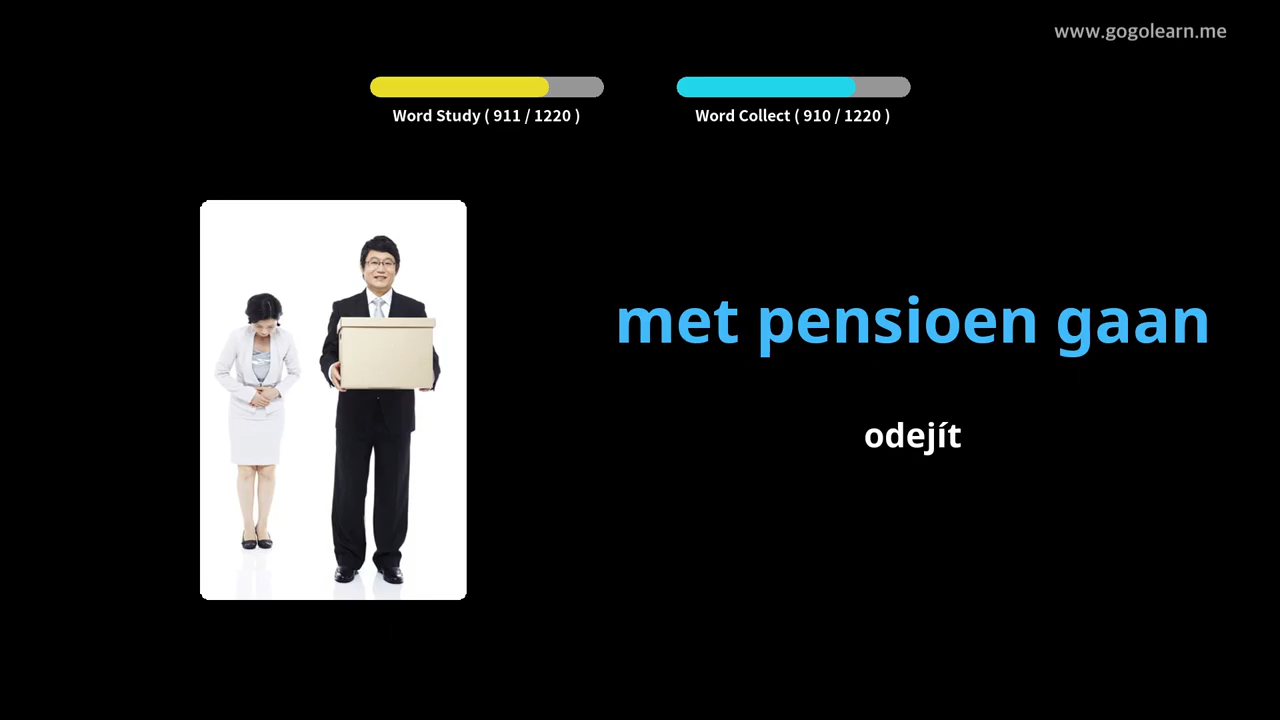 www.gogolearn.me
Word Study ( 911 / 1220 )
Word Collect ( 910 / 1220 )
met pensioen gaan
odejít